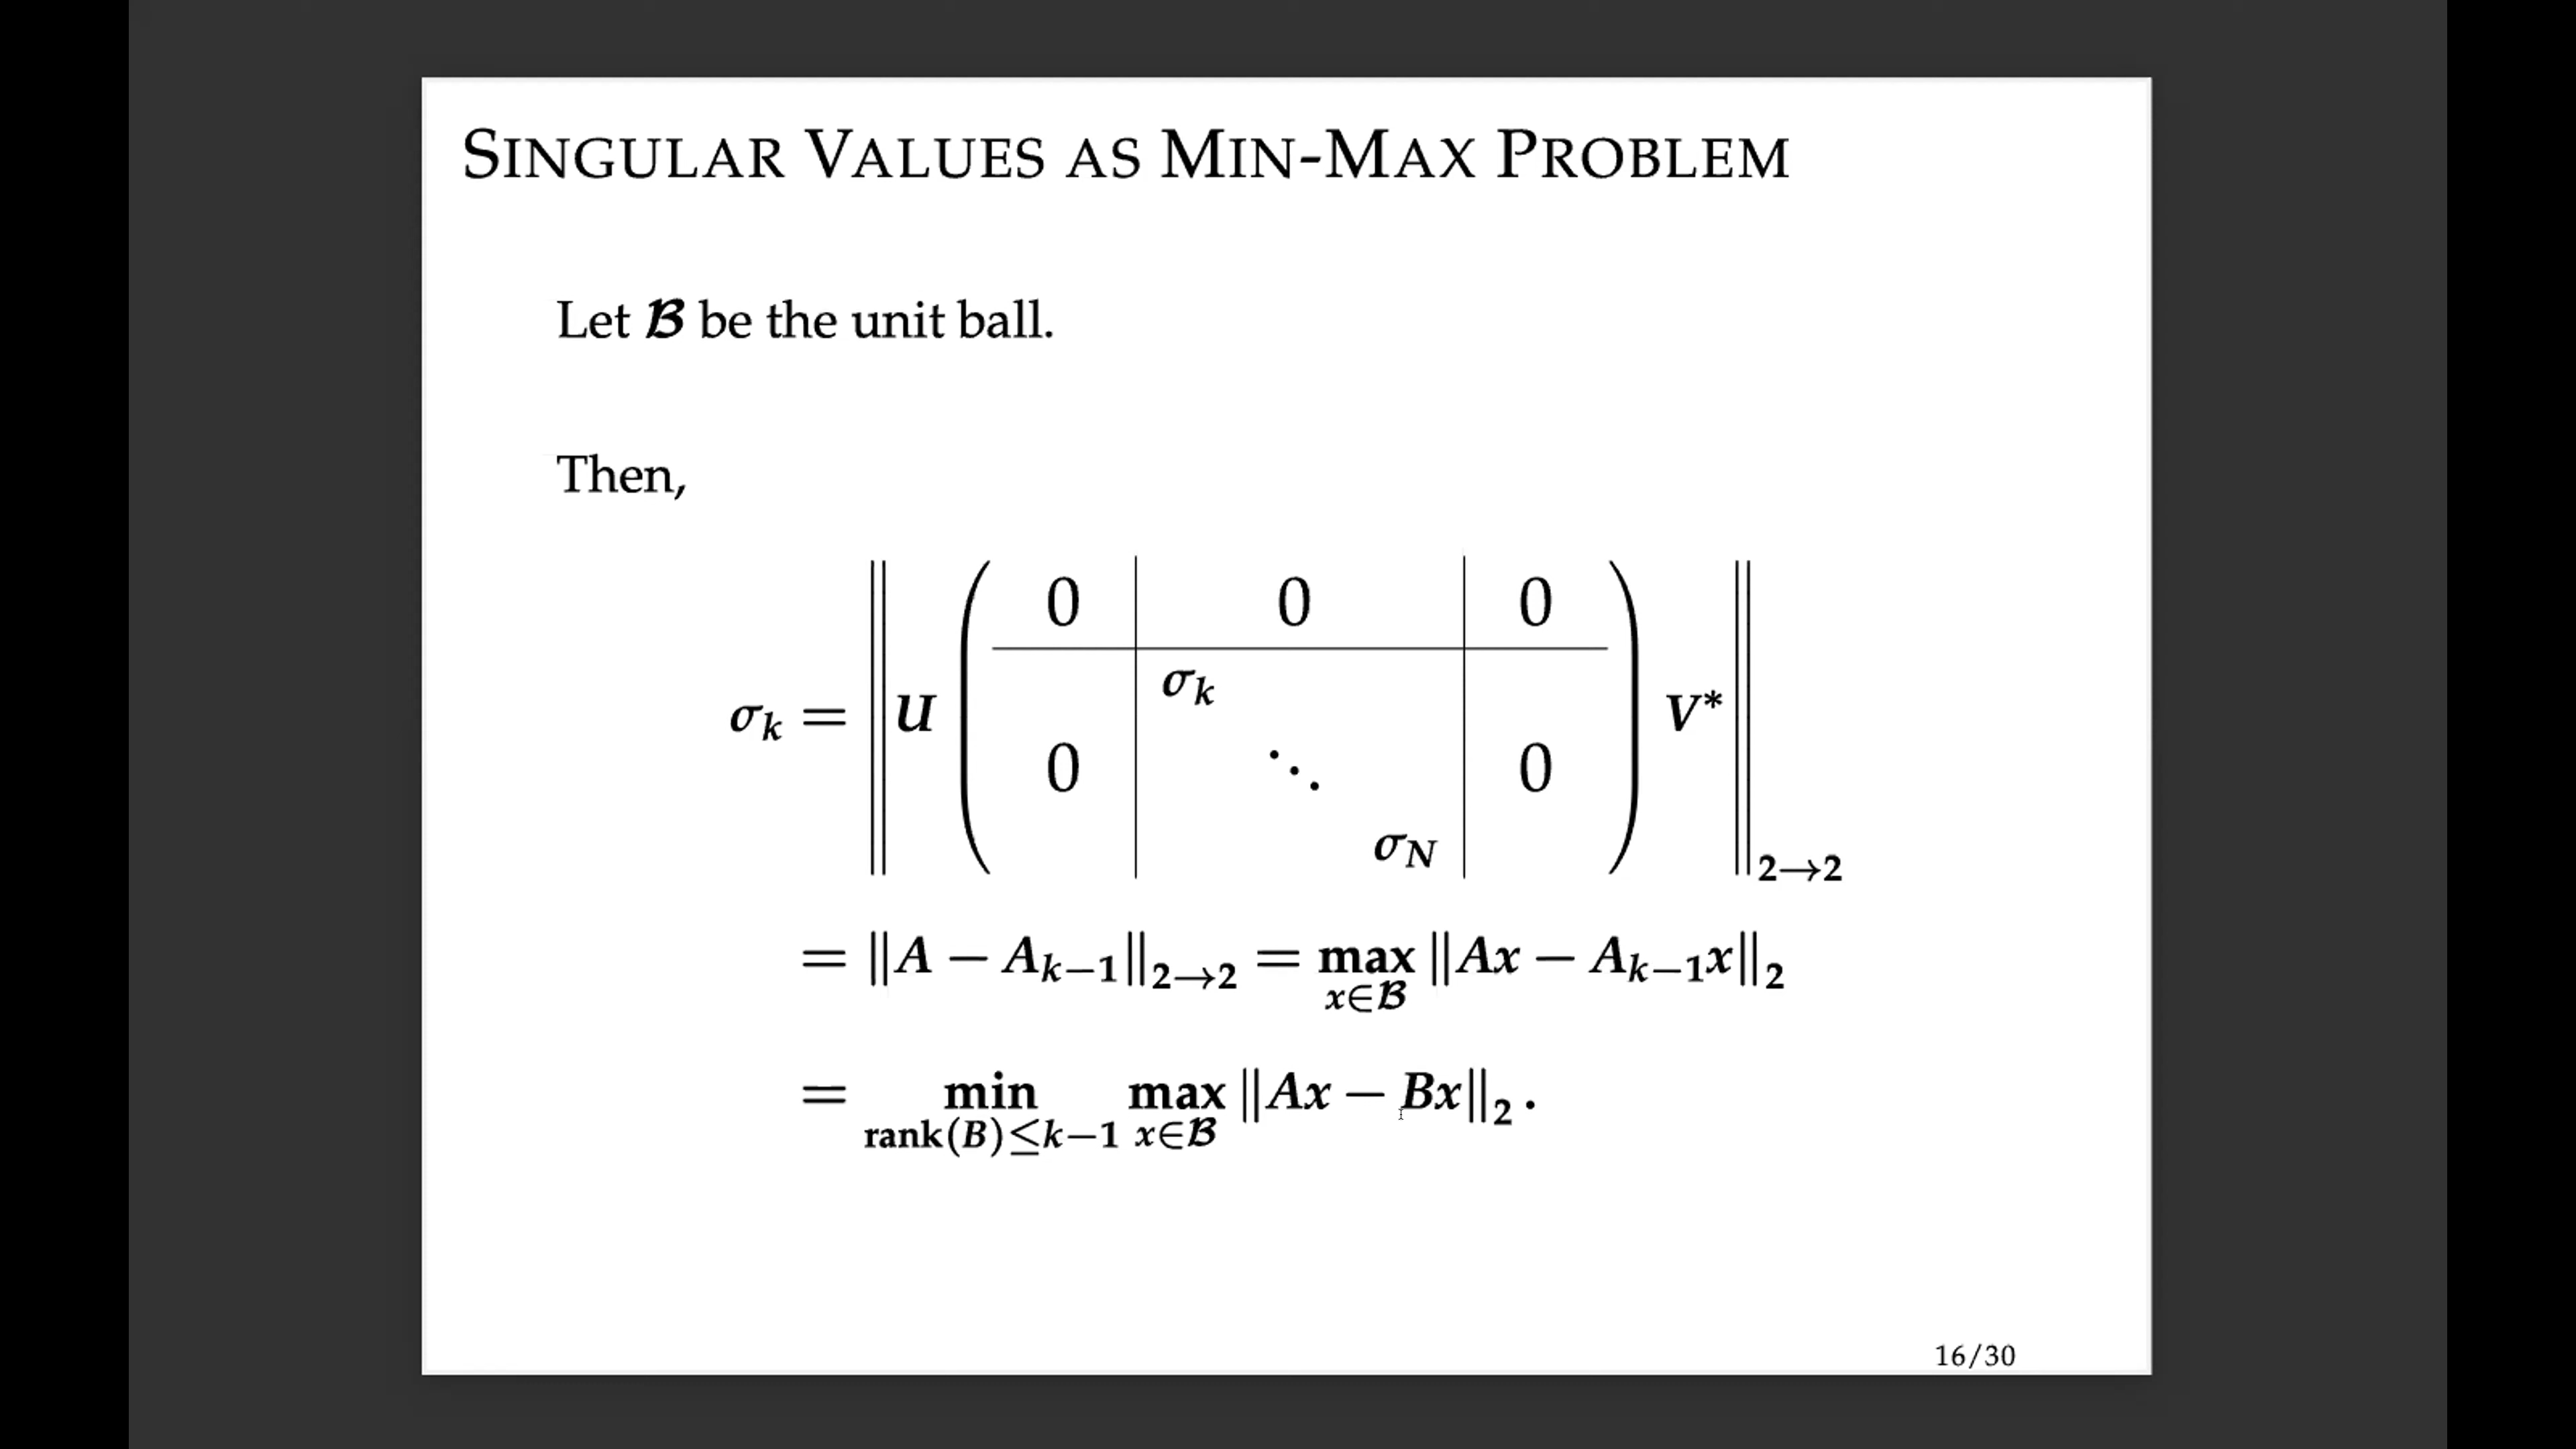 SINGULAR VALUES AS MIN-MAX PROBLEM
Let 𝓑 be the unit ball.
Then,
σ_k = ‖U ( 0 | 0 | 0
0 | σ_k ⋱ σ_N | 0 ) V*‖_{2→2}
= ‖A − A_{k−1}‖_{2→2} = max_{x∈𝓑} ‖Ax − A_{k−1}x‖_2
= min_{rank(B)≤k−1} max_{x∈𝓑} ‖Ax − Bx‖_2 .
16/30